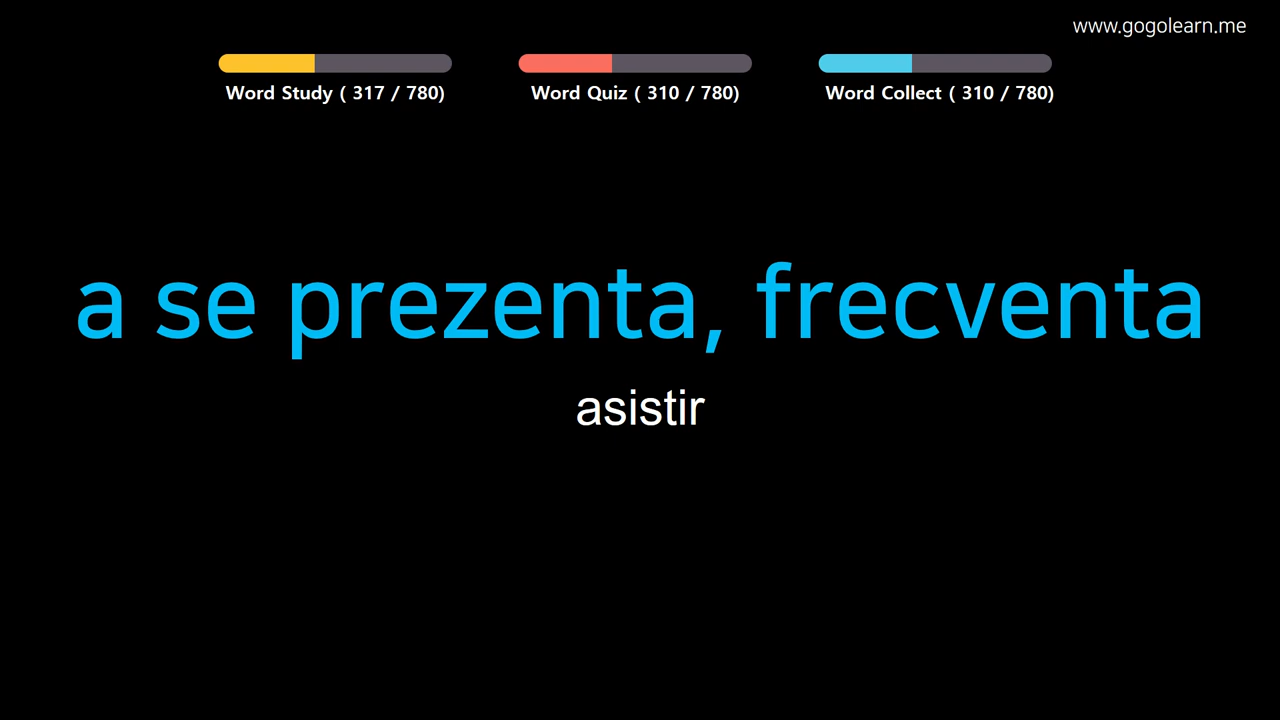 www.gogolearn.me
Word Study ( 317 / 780)
Word Quiz ( 310 / 780)
Word Collect ( 310 / 780)
a se prezenta, frecventa
asistir